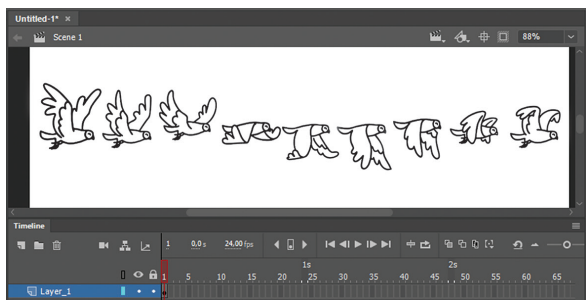 Untitled-1* ×
Scene 1 88%
Timeline
1 0,0 s 24,00 fps
1s 2s
1 5 10 15 20 25 30 35 40 45 50 55 60 65
Layer_1